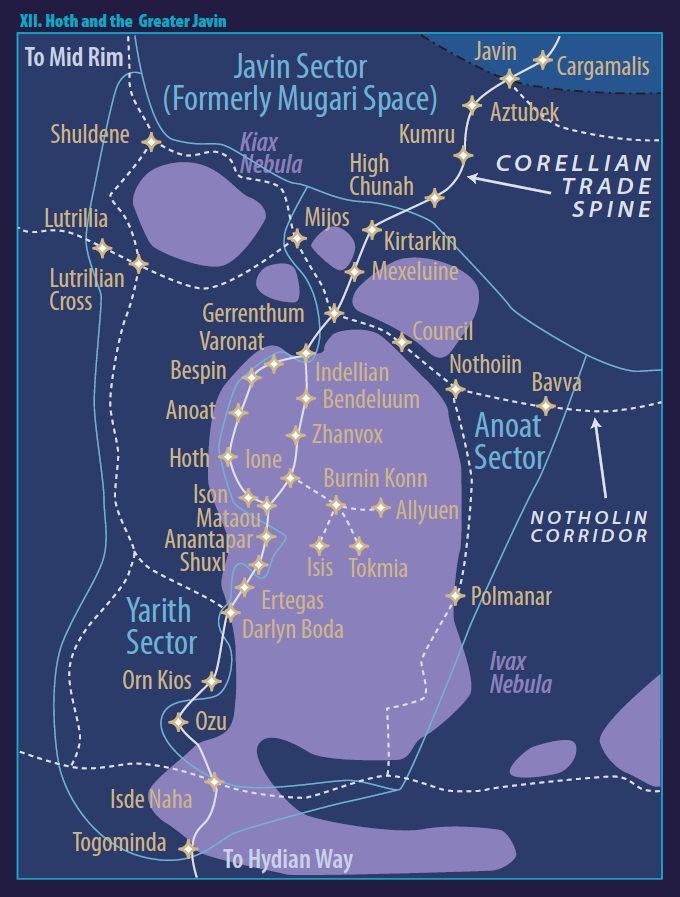 XII. Hoth and the Greater Javin
To Mid Rim
Javin
Cargamalis
Javin Sector
(Formerly Mugari Space)
Aztubek
Shuldene
Kiax
Nebula
Kumru
High
Chunah
CORELLIAN
TRADE
SPINE
Lutrillia
Mijos
Kirtarkin
Lutrillian
Cross
Mexeluine
Gerrenthum
Varonat
Council
Bespin
Indellian
Nothoiin
Bavva
Anoat
Bendeluum
Zhanvox
Anoat
Sector
Hoth
Ione
Burnin Konn
Ison
Mataou
Allyuen
NOTHOLIN
CORRIDOR
Anantapar
Shuxl
Isis
Tokmia
Ertegas
Polmanar
Yarith
Sector
Darlyn Boda
Ivax
Nebula
Orn Kios
Ozu
Isde Naha
Togominda
To Hydian Way